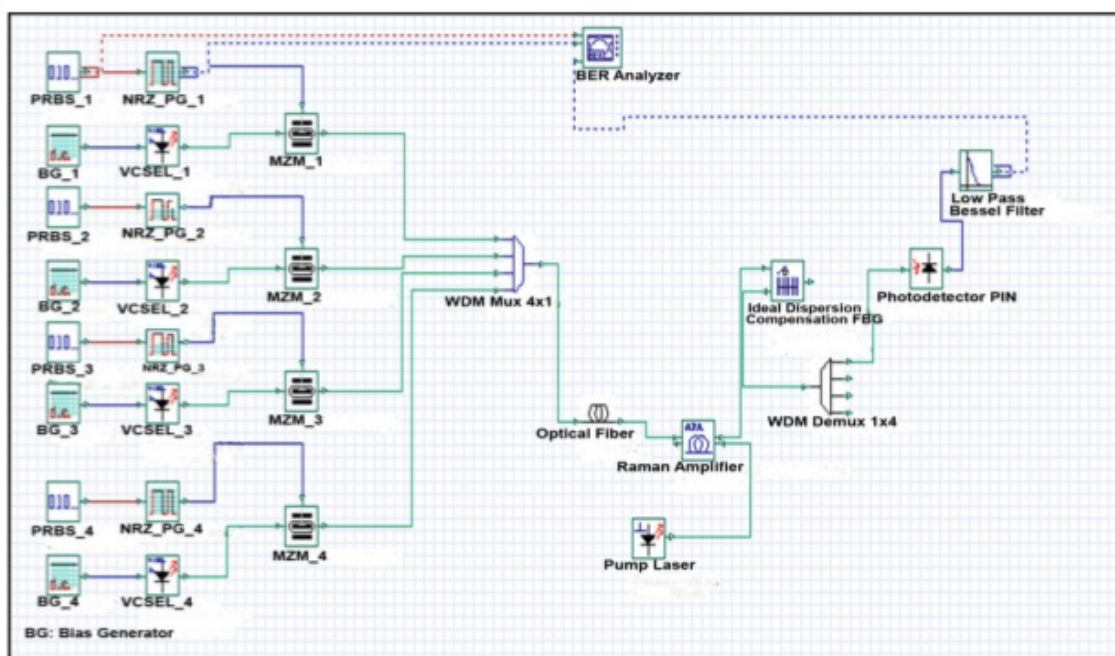 BER Analyzer
PRBS_1
NRZ_PG_1
MZM_1
BG_1
VCSEL_1
Low Pass
Bessel Filter
PRBS_2
NRZ_PG_2
MZM_2
BG_2
VCSEL_2
WDM Mux 4x1
Photodetector PIN
Ideal Dispersion
Compensation FBG
PRBS_3
NRZ_PG_3
MZM_3
BG_3
VCSEL_3
WDM Demux 1x4
Optical Fiber
Raman Amplifier
PRBS_4
NRZ_PG_4
MZM_4
Pump Laser
BG_4
VCSEL_4
BG: Bias Generator